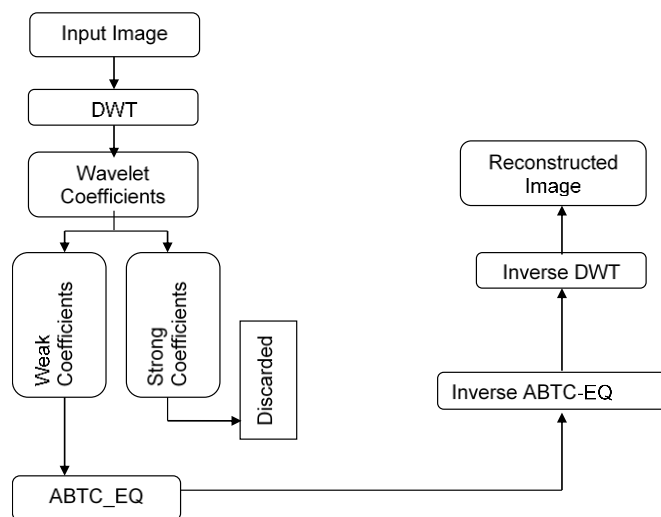 Input Image
DWT
Wavelet
Coefficients
Weak
Coefficients
Strong
Coefficients
Discarded
ABTC_EQ
Reconstructed
Image
Inverse DWT
Inverse ABTC-EQ